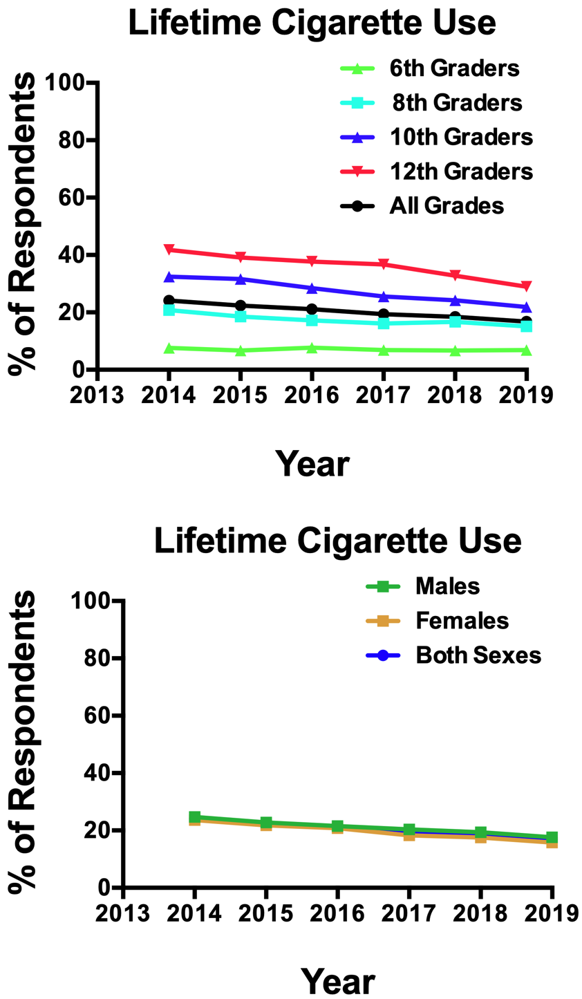 Lifetime Cigarette Use
6th Graders
8th Graders
10th Graders
12th Graders
All Grades
% of Respondents
100
80
60
40
20
0
2013 2014 2015 2016 2017 2018 2019
Year
Lifetime Cigarette Use
Males
Females
Both Sexes
% of Respondents
100
80
60
40
20
0
2013 2014 2015 2016 2017 2018 2019
Year